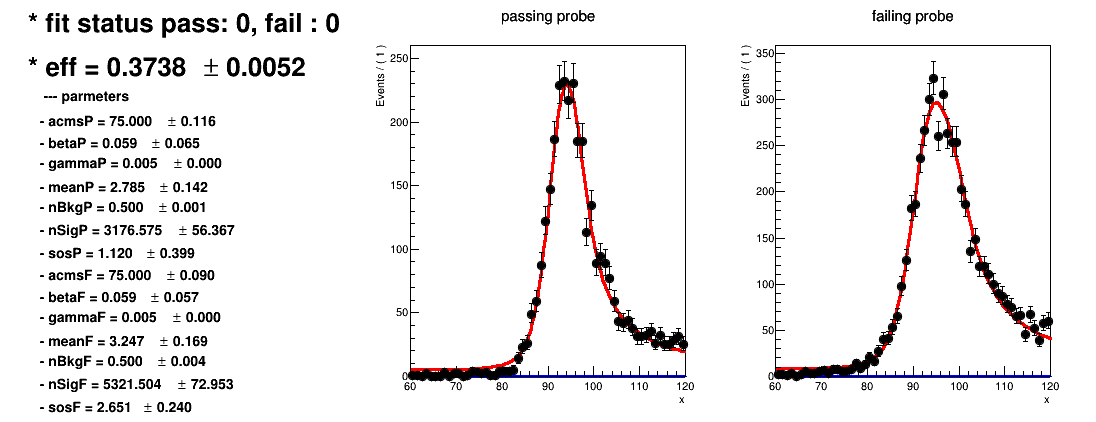 * fit status pass: 0, fail : 0
* eff = 0.3738 ± 0.0052
--- parmeters
- acmsP = 75.000 ± 0.116
- betaP = 0.059 ± 0.065
- gammaP = 0.005 ± 0.000
- meanP = 2.785 ± 0.142
- nBkgP = 0.500 ± 0.001
- nSigP = 3176.575 ± 56.367
- sosP = 1.120 ± 0.399
- acmsF = 75.000 ± 0.090
- betaF = 0.059 ± 0.057
- gammaF = 0.005 ± 0.000
- meanF = 3.247 ± 0.169
- nBkgF = 0.500 ± 0.004
- nSigF = 5321.504 ± 72.953
- sosF = 2.651 ± 0.240
passing probe
Events / ( 1 )
250
200
150
100
50
0
60 70 80 90 100 110 120
x
failing probe
Events / ( 1 )
350
300
250
200
150
100
50
0
60 70 80 90 100 110 120
x